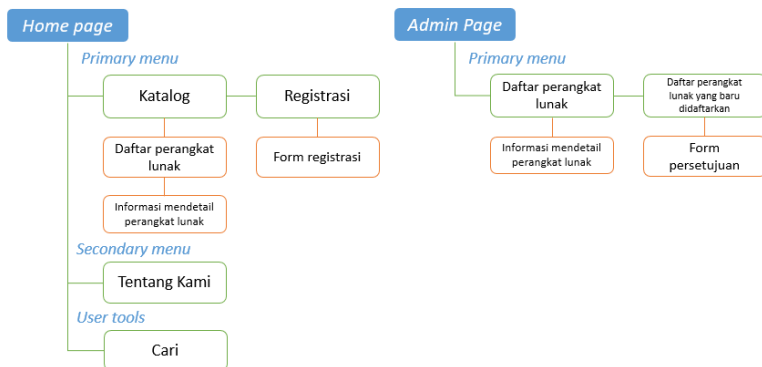 Home page
Primary menu
Katalog
Registrasi
Daftar perangkat
lunak
Form registrasi
Informasi mendetail
perangkat lunak
Secondary menu
Tentang Kami
User tools
Cari
Admin Page
Primary menu
Daftar perangkat
lunak
Daftar perangkat
lunak yang baru
didaftarkan
Informasi mendetail
perangkat lunak
Form
persetujuan